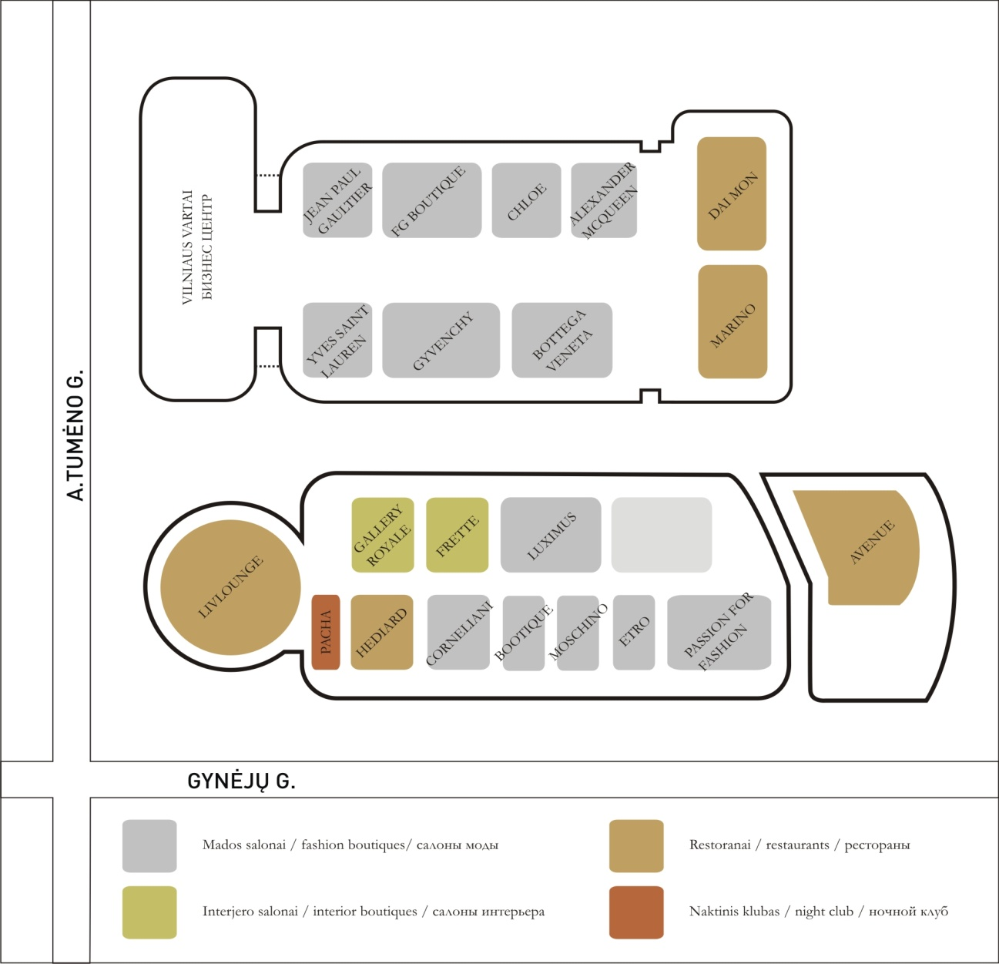 VILNIAUS VARTAI
БИЗНЕС ЦЕНТР
JEAN PAUL
GAULTIER
FG BOUTIQUE
CHLOE
ALEXANDER
MCQUEEN
DAI MON
YVES SAINT
LAUREN
GYVENCHY
BOTTEGA
VENETA
MARINO
A.TUMĖNO G.
LIVLOUNGE
GALLERY
ROYALE
FRETTE
LUXIMUS
AVENUE
PACHA
HEDIARD
CORNELIANI
BOOTIQUE
MOSCHINO
ETRO
PASSION FOR
FASHION
GYNĖJŲ G.
Mados salonai / fashion boutiques/ салоны моды
Restoranai / restaurants / рестораны
Interjero salonai / interior boutiques / салоны интерьера
Naktinis klubas / night club / ночной клуб